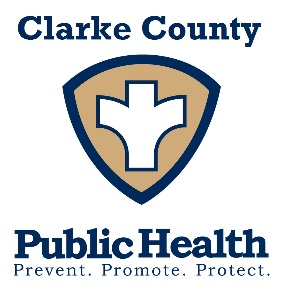 Clarke County
Public Health
Prevent. Promote. Protect.